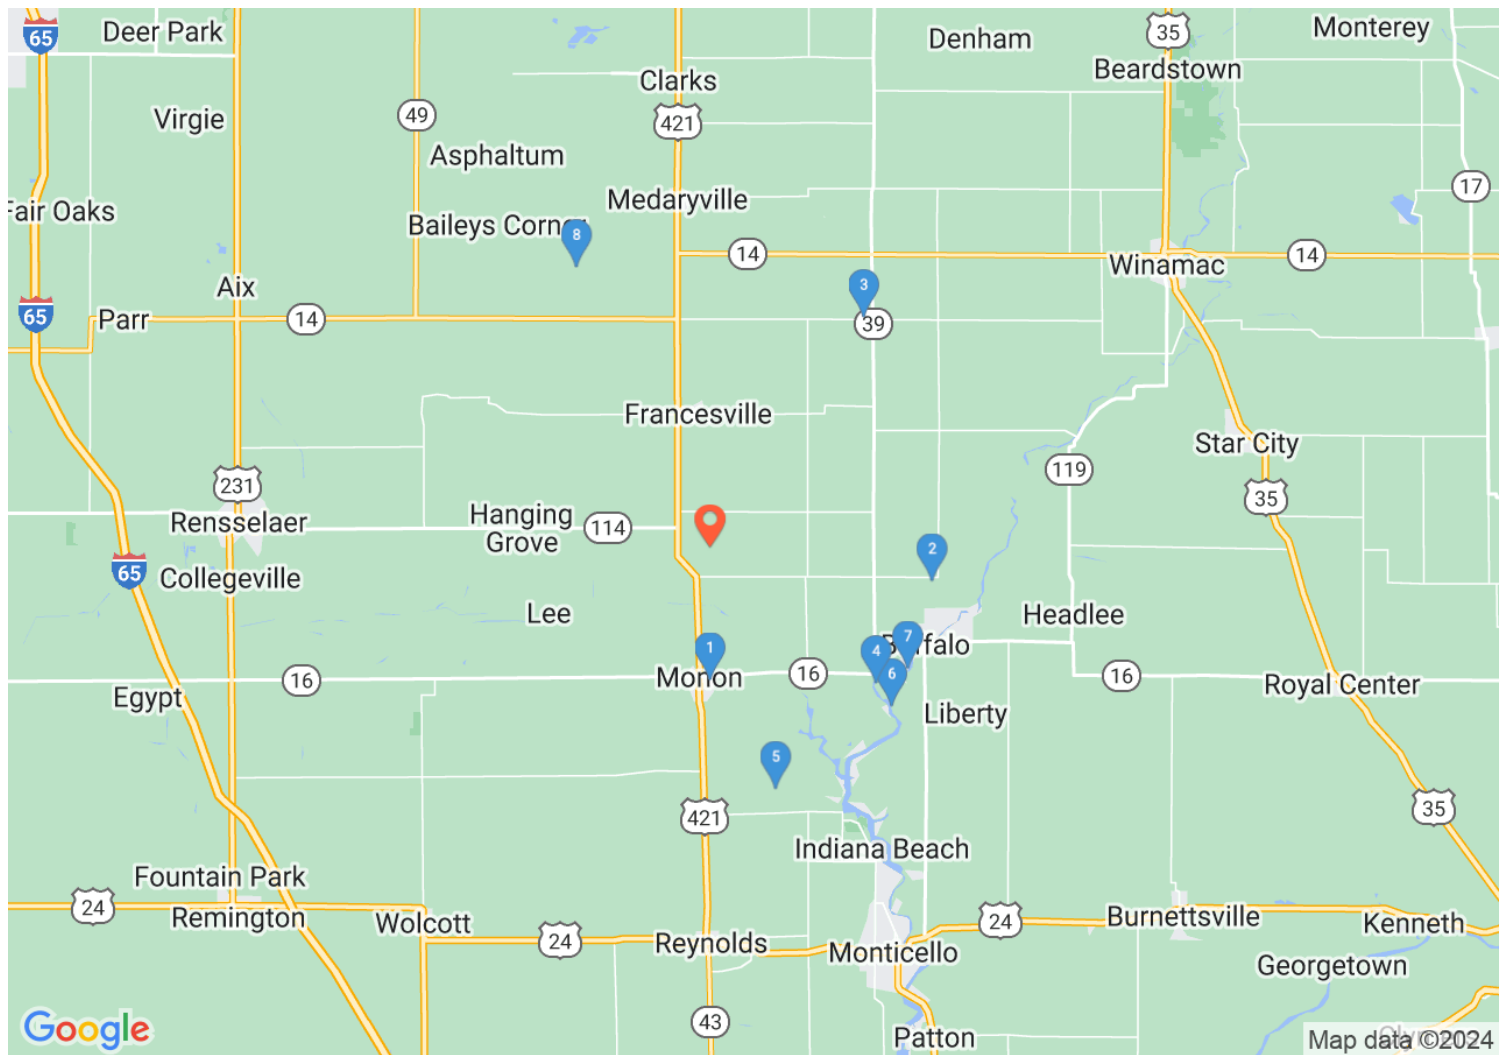 65
Deer Park
35
Monterey
Denham
Clarks
Beardstown
49
Virgie
421
Asphaltum
17
Medaryville
Fair Oaks
Baileys Corner
8
14
14
Winamac
Aix
3
65
Parr
14
39
Francesville
Star City
119
231
35
Rensselaer
Hanging
Grove
114
2
65
Collegeville
Lee
Headlee
1
7
Buffalo
4
6
Monon
16
16
16
Egypt
Royal Center
Liberty
5
421
35
Indiana Beach
Fountain Park
24
Remington
Wolcott
24
Burnettsville
Kenneth
24
Reynolds
Monticello
Georgetown
Google
43
Patton
Map data ©2024